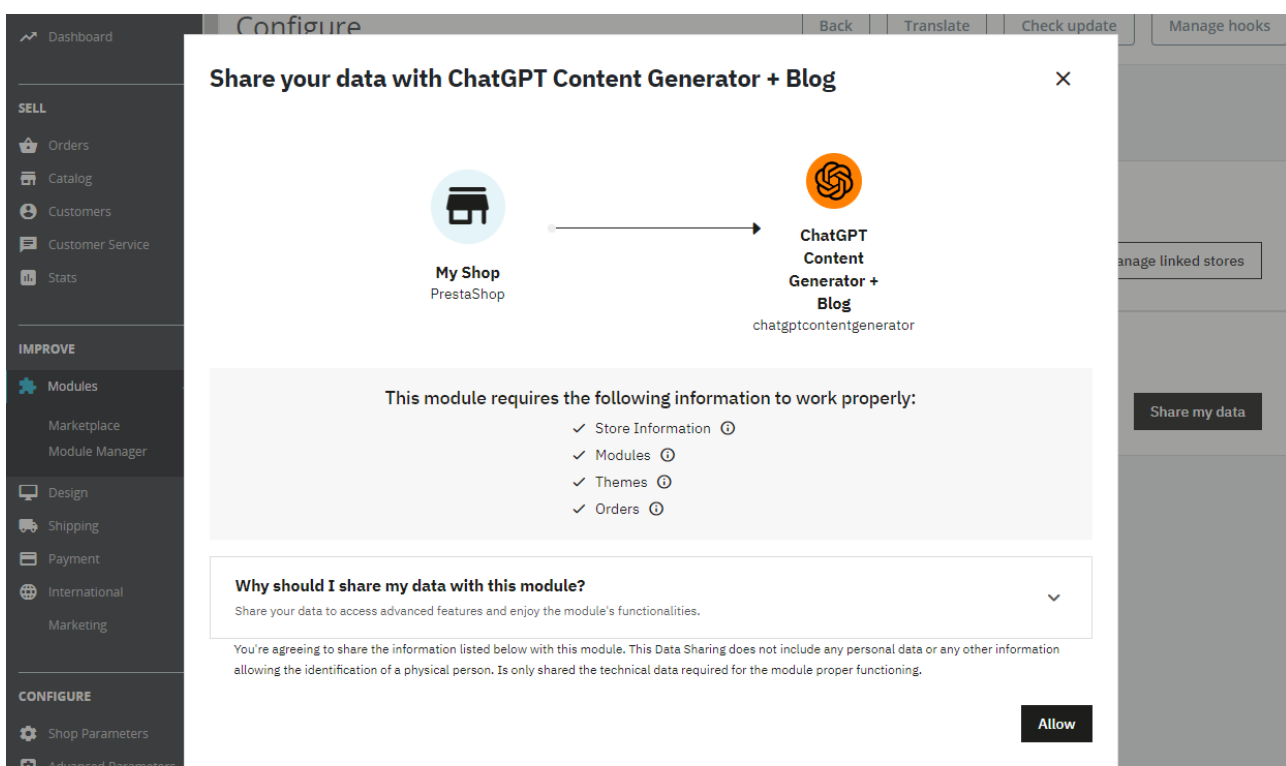 Dashboard
Configure
Back
Translate
Check update
Manage hooks
Share your data with ChatGPT Content Generator + Blog
SELL
Orders
Catalog
Customers
Customer Service
Stats
My Shop
PrestaShop
ChatGPT
Content
Generator +
Blog
chatgptcontentgenerator
anage linked stores
IMPROVE
Modules
Marketplace
Module Manager
Design
Shipping
Payment
International
Marketing
This module requires the following information to work properly:
Store Information
Modules
Themes
Orders
Share my data
Why should I share my data with this module?
Share your data to access advanced features and enjoy the module's functionalities.
You're agreeing to share the information listed below with this module. This Data Sharing does not include any personal data or any other information
allowing the identification of a physical person. Is only shared the technical data required for the module proper functioning.
CONFIGURE
Shop Parameters
Advanced Parameters
Allow